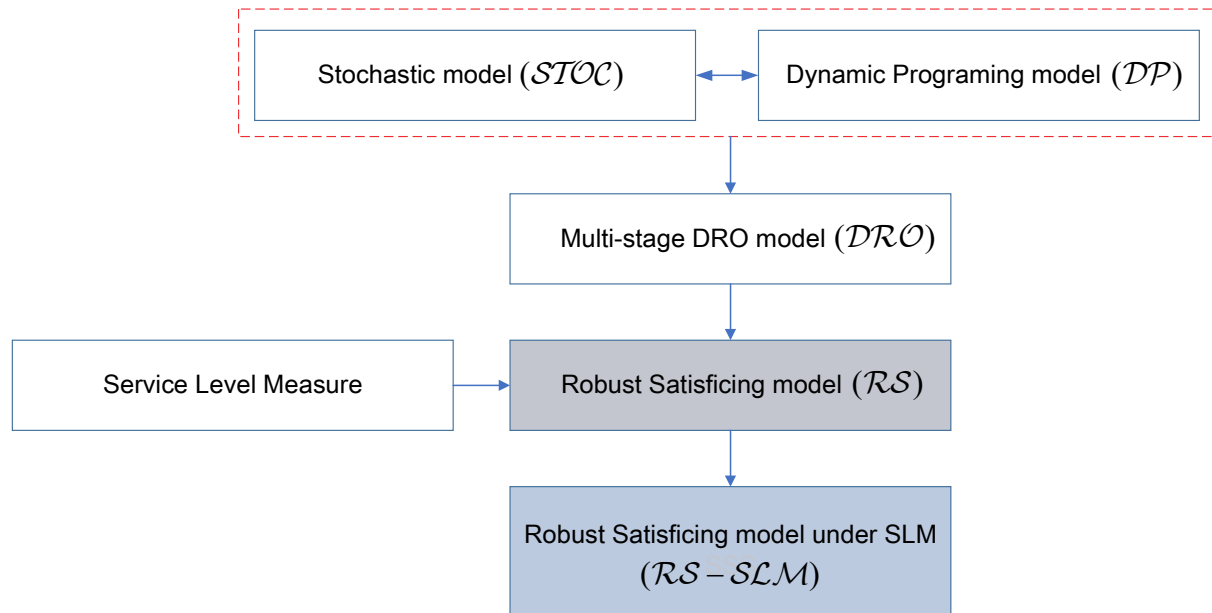 Stochastic model (𝒮𝒯𝒪𝒞)
Dynamic Programing model (𝒟𝒫)
Multi-stage DRO model (𝒟ℛ𝒪)
Service Level Measure
Robust Satisficing model (ℛ𝒮)
Robust Satisficing model under SLM
(ℛ𝒮 − 𝒮ℒℳ)